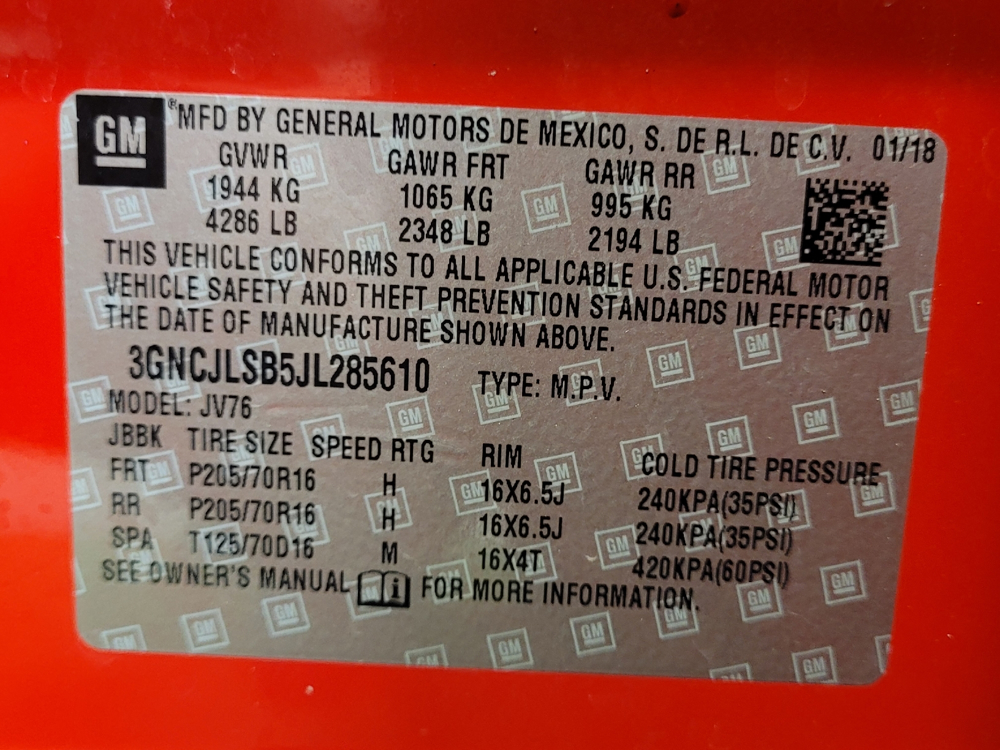 GM
® MFD BY GENERAL MOTORS DE MEXICO, S. DE R.L. DE C.V. 01/18
GVWR GAWR FRT GAWR RR
1944 KG 1065 KG 995 KG
4286 LB 2348 LB 2194 LB
THIS VEHICLE CONFORMS TO ALL APPLICABLE U.S. FEDERAL MOTOR
VEHICLE SAFETY AND THEFT PREVENTION STANDARDS IN EFFECT ON
THE DATE OF MANUFACTURE SHOWN ABOVE.
3GNCJLSB5JL285610 TYPE: M.P.V.
MODEL: JV76
JBBK TIRE SIZE SPEED RTG RIM COLD TIRE PRESSURE
FRT P205/70R16 H 16X6.5J 240KPA(35PSI)
RR P205/70R16 H 16X6.5J 240KPA(35PSI)
SPA T125/70D16 M 16X4T 420KPA(60PSI)
SEE OWNER'S MANUAL i FOR MORE INFORMATION.